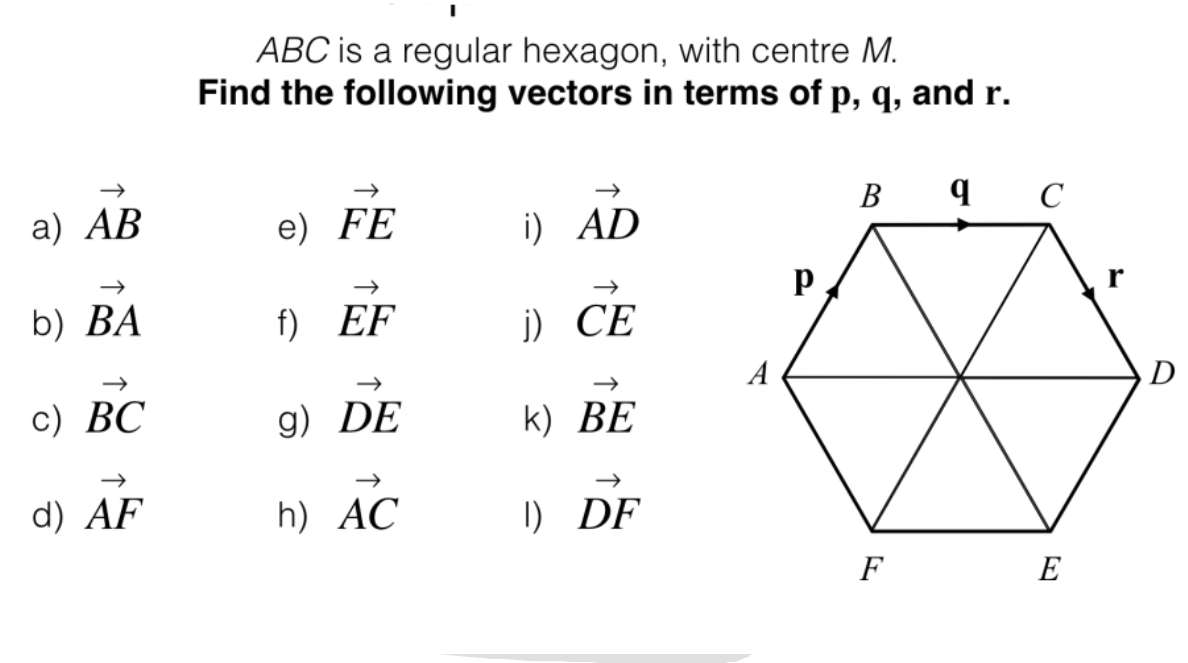 ABC is a regular hexagon, with centre M.
Find the following vectors in terms of p, q, and r.
a) →AB
b) →BA
c) →BC
d) →AF
e) →FE
f) →EF
g) →DE
h) →AC
i) →AD
j) →CE
k) →BE
l) →DF
B q C
p r
A D
F E